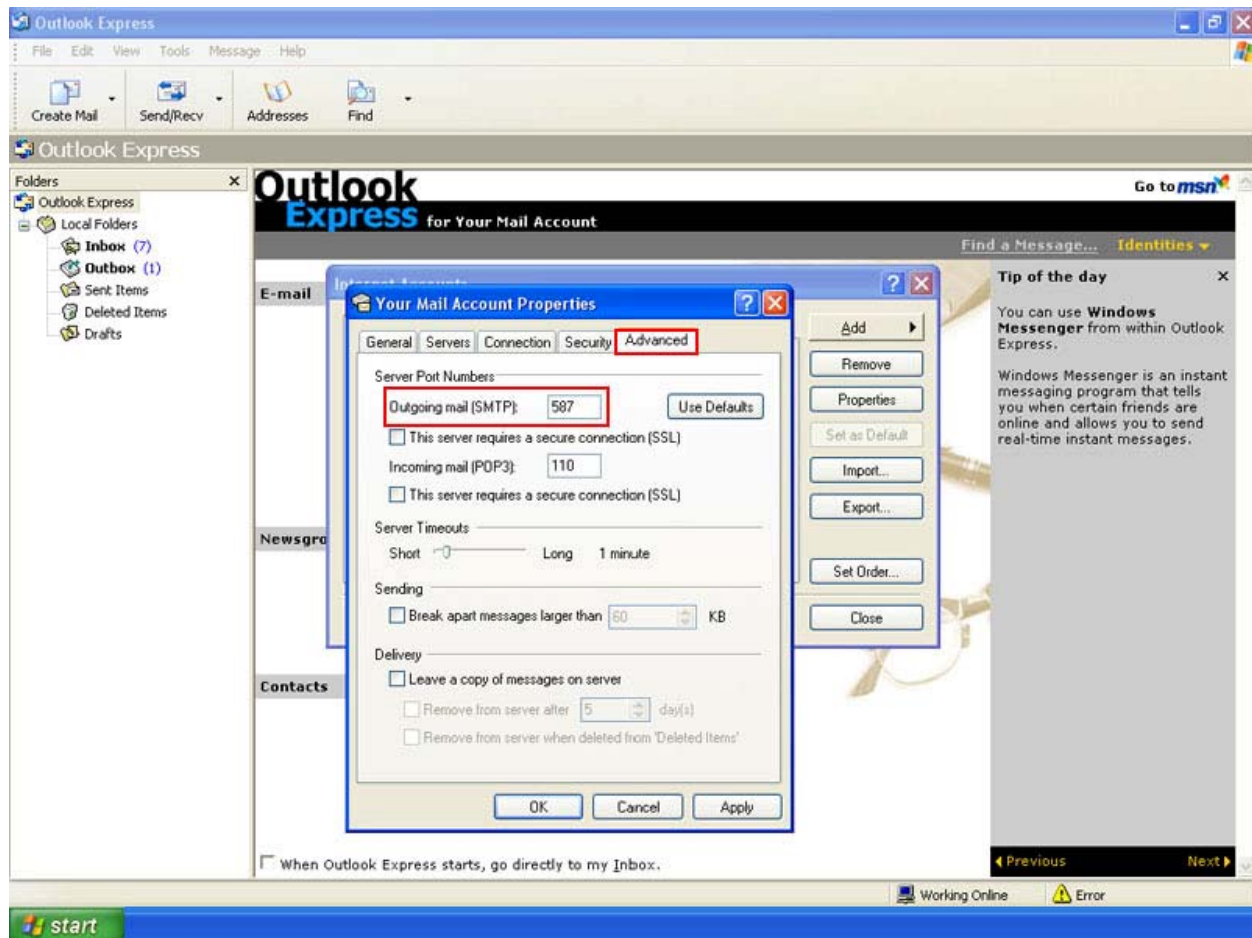 Outlook Express
File Edit View Tools Message Help
Create Mail Send/Recv Addresses Find
Outlook Express
Folders x
Outlook Express
Local Folders
Inbox (7)
Outbox (1)
Sent Items
Deleted Items
Drafts
Outlook
Express for Your Mail Account
Go to msn
Find a Message... Identities
E-mail
Newsgro
Contacts
Internet Accounts
Add
Remove
Properties
Set as Default
Import...
Export...
Set Order...
Close
Your Mail Account Properties
General Servers Connection Security Advanced
Server Port Numbers
Outgoing mail (SMTP): 587 Use Defaults
This server requires a secure connection (SSL)
Incoming mail (POP3): 110
This server requires a secure connection (SSL)
Server Timeouts
Short Long 1 minute
Sending
Break apart messages larger than 60 KB
Delivery
Leave a copy of messages on server
Remove from server after 5 day(s)
Remove from server when deleted from 'Deleted Items'
OK Cancel Apply
Tip of the day x
You can use Windows
Messenger from within Outlook
Express.
Windows Messenger is an instant
messaging program that tells
you when certain friends are
online and allows you to send
real-time instant messages.
Previous Next
When Outlook Express starts, go directly to my Inbox.
Working Online Error
start